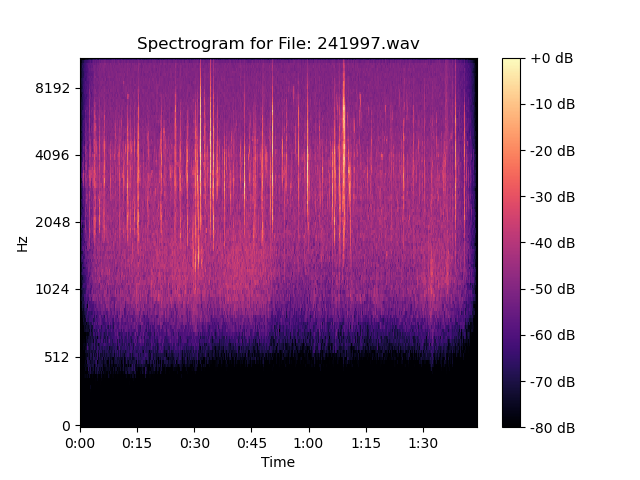 Spectrogram for File: 241997.wav
Hz
8192
4096
2048
1024
512
0
0:00 0:15 0:30 0:45 1:00 1:15 1:30
Time
+0 dB
-10 dB
-20 dB
-30 dB
-40 dB
-50 dB
-60 dB
-70 dB
-80 dB